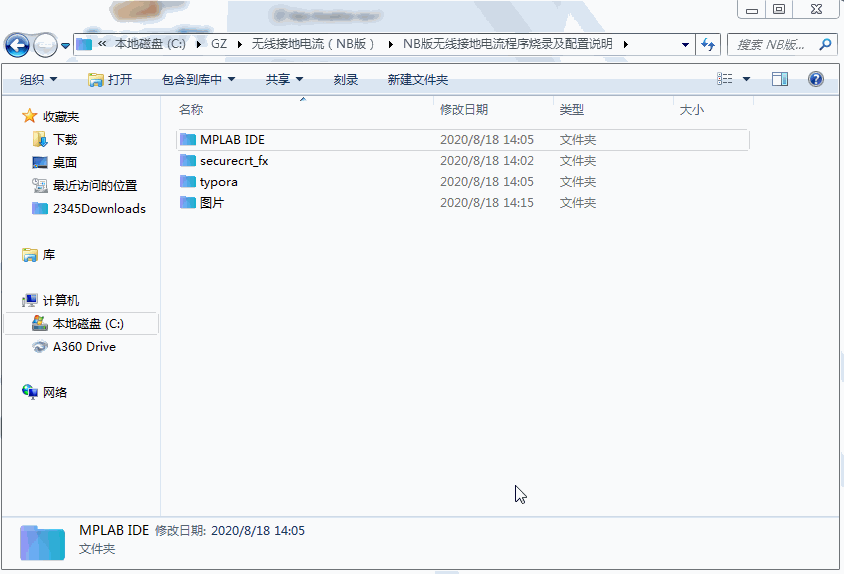 « 本地磁盘 (C:) GZ 无线接地电流（NB版） NB版无线接地电流程序烧录及配置说明 搜索 NB版...
组织 打开 包含到库中 共享 刻录 新建文件夹
名称 修改日期 类型 大小
收藏夹
下载
桌面
最近访问的位置
2345Downloads
库
计算机
本地磁盘 (C:)
A360 Drive
网络
MPLAB IDE 2020/8/18 14:05 文件夹
securecrt_fx 2020/8/18 14:02 文件夹
typora 2020/8/18 14:05 文件夹
图片 2020/8/18 14:15 文件夹
MPLAB IDE 修改日期: 2020/8/18 14:05
文件夹